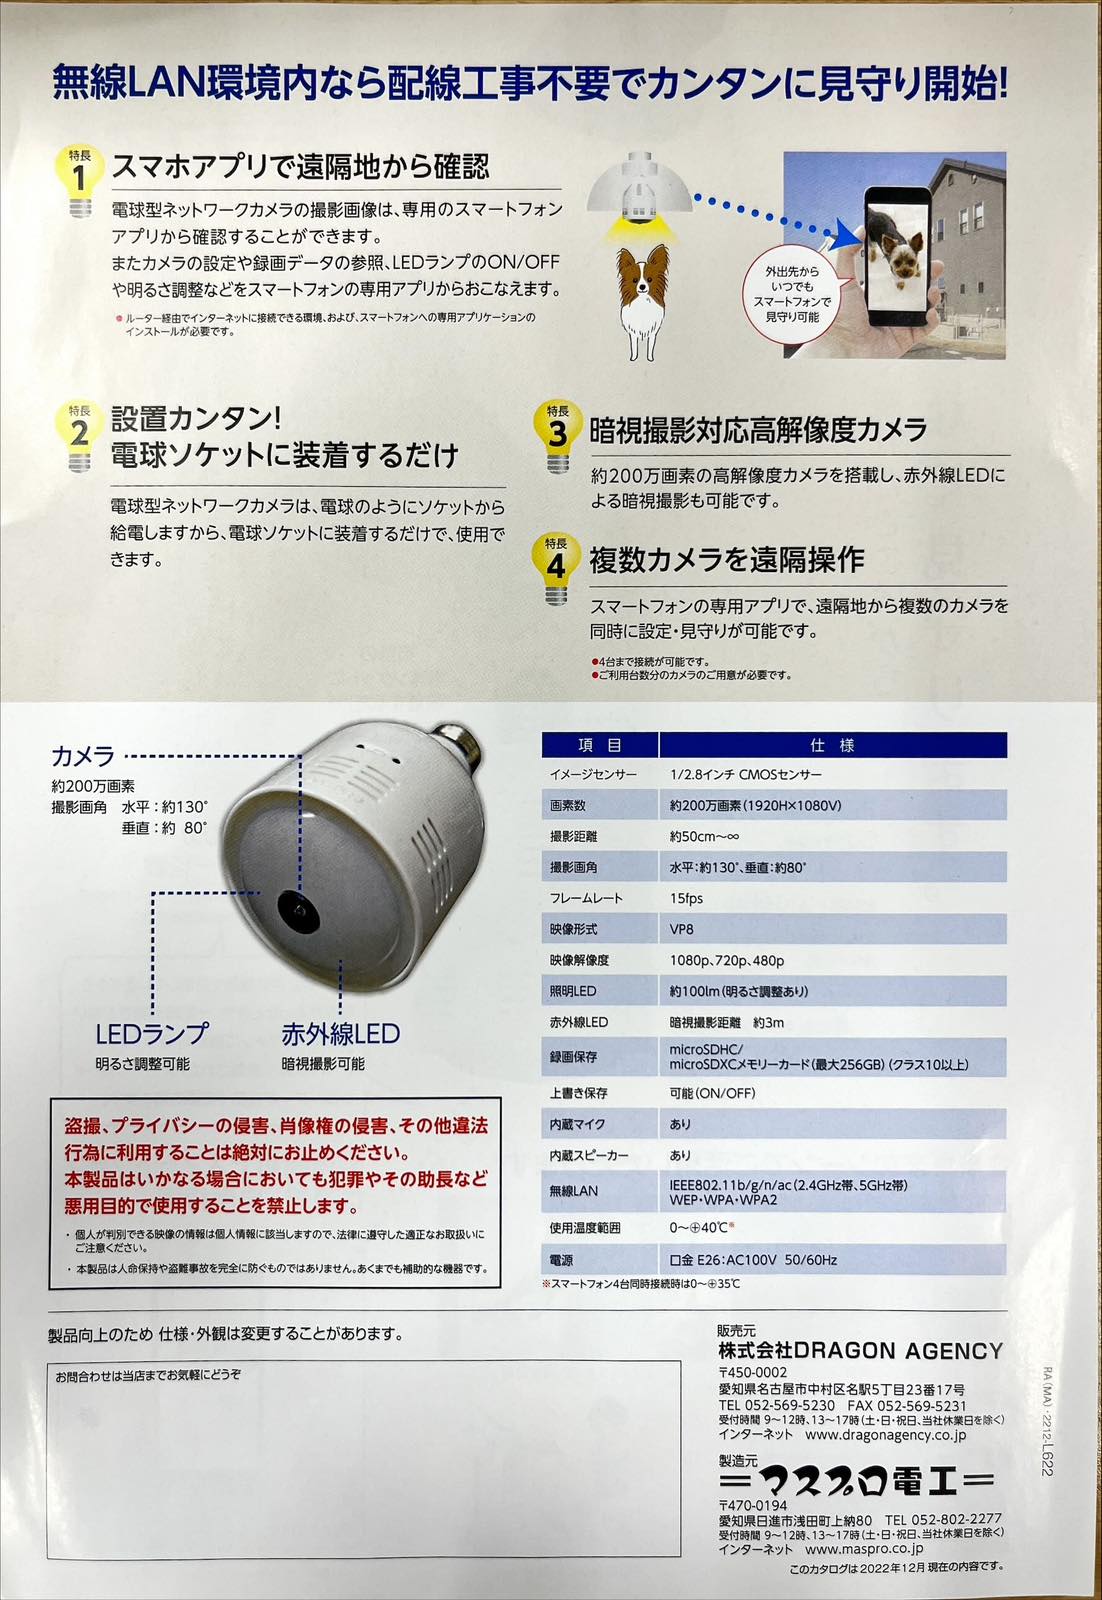 無線LAN環境内なら配線工事不要でカンタンに見守り開始!
特長
1
スマホアプリで遠隔地から確認
電球型ネットワークカメラの撮影画像は、専用のスマートフォン
アプリから確認することができます。
またカメラの設定や録画データの参照、LEDランプのON/OFF
や明るさ調整などをスマートフォンの専用アプリからおこなえます。
● ルーター経由でインターネットに接続できる環境、および、スマートフォンへの専用アプリケーションの
インストールが必要です。
外出先から
いつでも
スマートフォンで
見守り可能
特長
2
設置カンタン!
電球ソケットに装着するだけ
電球型ネットワークカメラは、電球のようにソケットから
給電しますから、電球ソケットに装着するだけで、使用で
きます。
特長
3
暗視撮影対応高解像度カメラ
約200万画素の高解像度カメラを搭載し、赤外線LEDに
よる暗視撮影も可能です。
特長
4
複数カメラを遠隔操作
スマートフォンの専用アプリで、遠隔地から複数のカメラを
同時に設定・見守りが可能です。
●4台まで接続が可能です。
●ご利用台数分のカメラのご用意が必要です。
カメラ
約200万画素
撮影画角 水平：約130°
垂直：約 80°
LEDランプ
明るさ調整可能
赤外線LED
暗視撮影可能
盗撮、プライバシーの侵害、肖像権の侵害、その他違法
行為に利用することは絶対にお止めください。
本製品はいかなる場合においても犯罪やその助長など
悪用目的で使用することを禁止します。
・個人が判別できる映像の情報は個人情報に該当しますので、法律に遵守した適正なお取扱いに
ご注意ください。
・本製品は人命保持や盗難事故を完全に防ぐものではありません。あくまでも補助的な機器です。
項目 仕様
イメージセンサー 1/2.8インチ CMOSセンサー
画素数 約200万画素(1920H×1080V)
撮影距離 約50cm～∞
撮影画角 水平：約130°、垂直：約80°
フレームレート 15fps
映像形式 VP8
映像解像度 1080p、720p、480p
照明LED 約100lm(明るさ調整あり)
赤外線LED 暗視撮影距離 約3m
録画保存 microSDHC/
microSDXCメモリーカード(最大256GB)(クラス10以上)
上書き保存 可能(ON/OFF)
内蔵マイク あり
内蔵スピーカー あり
無線LAN IEEE802.11b/g/n/ac(2.4GHz帯、5GHz帯)
WEP・WPA・WPA2
使用温度範囲 0～⊕40℃※
電源 口金 E26：AC100V 50/60Hz
※スマートフォン4台同時接続時は0～⊕35℃
製品向上のため 仕様・外観は変更することがあります。
お問合わせは当店までお気軽にどうぞ
販売元
株式会社DRAGON AGENCY
〒450-0002
愛知県名古屋市中村区名駅5丁目23番17号
TEL 052-569-5230 FAX 052-569-5231
受付時間 9～12時、13～17時(土・日・祝日、当社休業日を除く)
インターネット www.dragonagency.co.jp
製造元
マスプロ電工
〒470-0194
愛知県日進市浅田町上納80 TEL 052-802-2277
受付時間 9～12時、13～17時(土・日・祝日、当社休業日を除く)
インターネット www.maspro.co.jp
このカタログは2022年12月現在の内容です。
RA(MA)・2212-L622